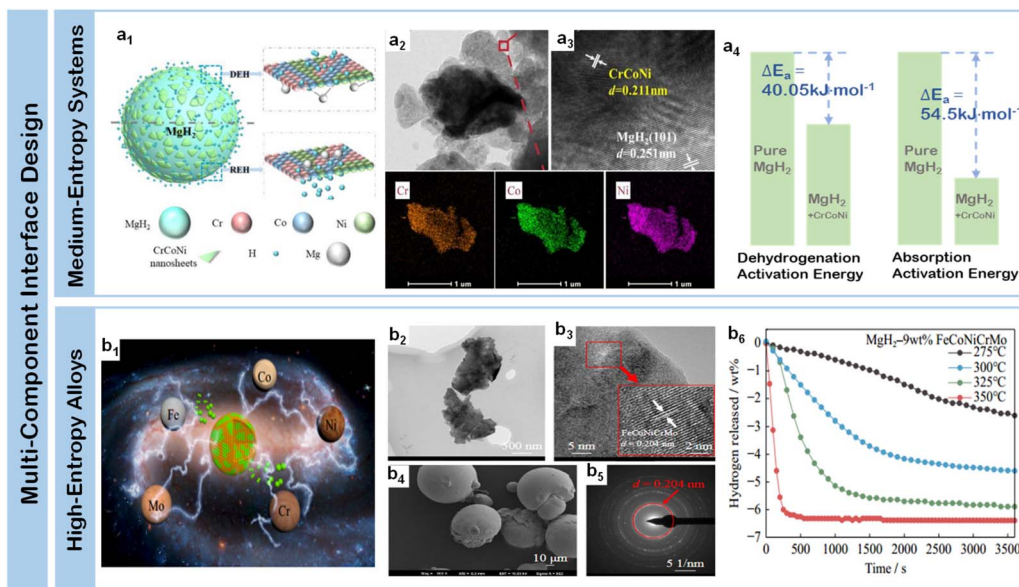 Multi-Component Interface Design
Medium-Entropy Systems
a1
DEH
MgH2
REH
MgH2
Cr
Co
Ni
CrCoNi
nanosheets
H
Mg
a2
a3
CrCoNi
d=0.211nm
MgH2(101)
d=0.251nm
Cr
Co
Ni
1 um
1 um
1 um
a4
ΔEa =
40.05kJ·mol-1
Pure
MgH2
MgH2
+CrCoNi
Dehydrogenation
Activation Energy
ΔEa =
54.5kJ·mol-1
Pure
MgH2
MgH2
+CrCoNi
Absorption
Activation Energy
High-Entropy Alloys
b1
Co
Fe
Ni
Mo
Cr
b2
500 nm
b3
FeCoNiCrMo
d = 0.204 nm
5 nm
2 nm
b4
10 μm
b5
d = 0.204 nm
5 1/nm
b6
MgH2-9wt% FeCoNiCrMo
275℃
300℃
325℃
350℃
Hydrogen released / wt%
0
-1
-2
-3
-4
-5
-6
-7
0 500 1000 1500 2000 2500 3000 3500
Time / s